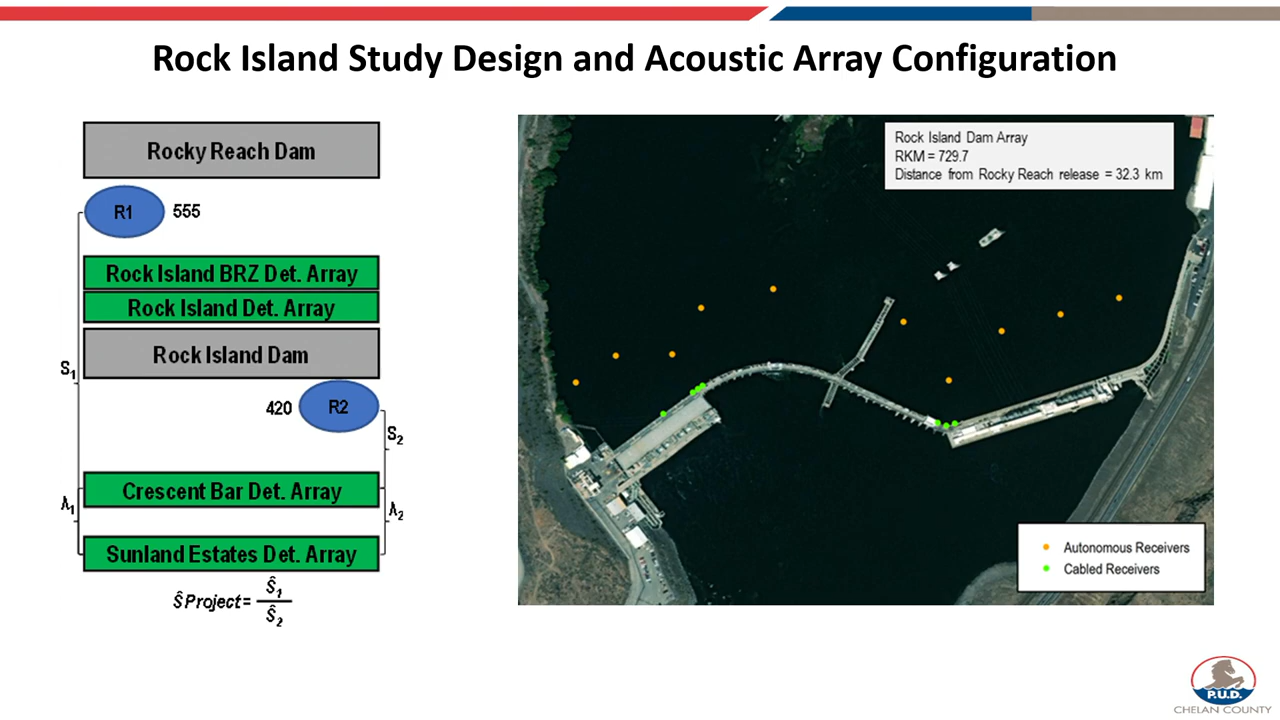 Rock Island Study Design and Acoustic Array Configuration
Rocky Reach Dam
R1
555
Rock Island BRZ Det. Array
Rock Island Det. Array
Rock Island Dam
S1
420
R2
S2
Crescent Bar Det. Array
λ1
λ2
Sunland Estates Det. Array
ŜProject= Ŝ1
Ŝ2
Rock Island Dam Array
RKM = 729.7
Distance from Rocky Reach release = 32.3 km
Autonomous Receivers
Cabled Receivers
P.U.D.
CHELAN COUNTY